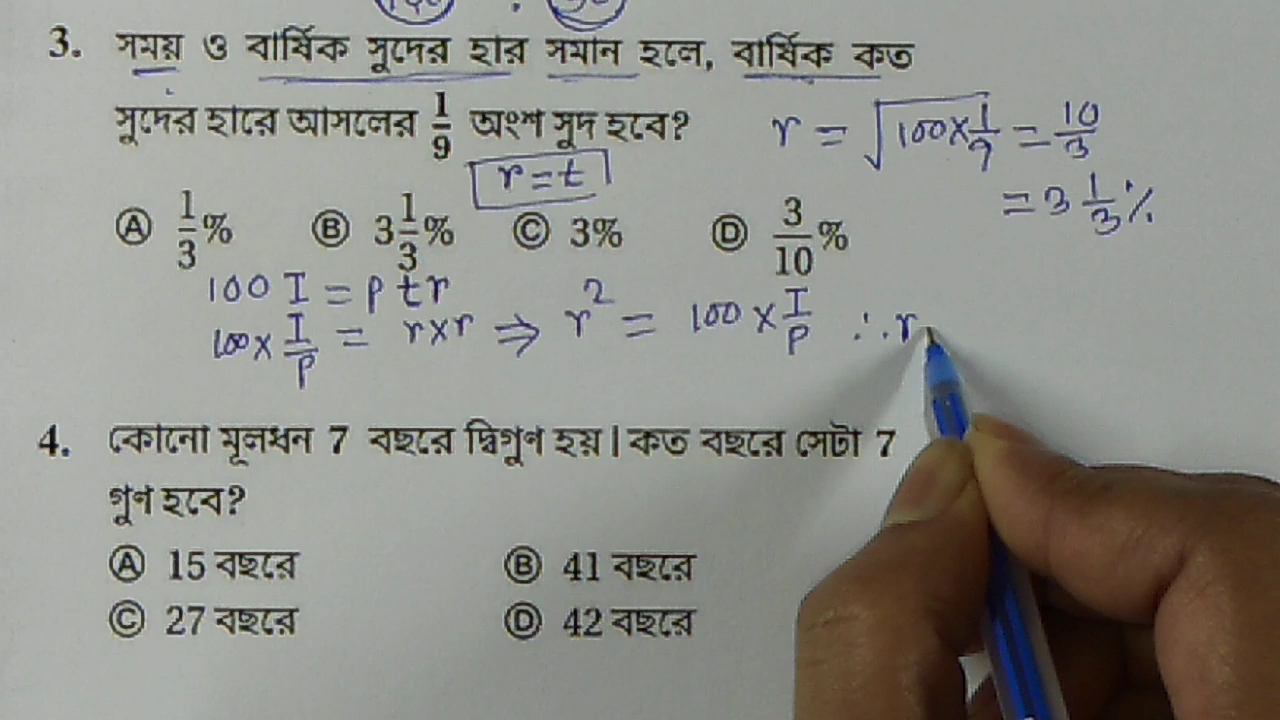 3. সময় ও বার্ষিক সুদের হার সমান হলে, বার্ষিক কত
সুদের হারে আসলের 1/9 অংশ সুদ হবে?
r = √100×1/9 = 10/3
= 3 1/3 %
r = t
Ⓐ 1/3% Ⓑ 3 1/3% Ⓒ 3% Ⓓ 3/10%
100 I = P t r
100 × I/P = r×r ⇒ r² = 100 × I/P ∴ r
4. কোনো মূলধন 7 বছরে দ্বিগুণ হয়। কত বছরে সেটা 7
গুণ হবে?
Ⓐ 15 বছরে Ⓑ 41 বছরে
Ⓒ 27 বছরে Ⓓ 42 বছরে